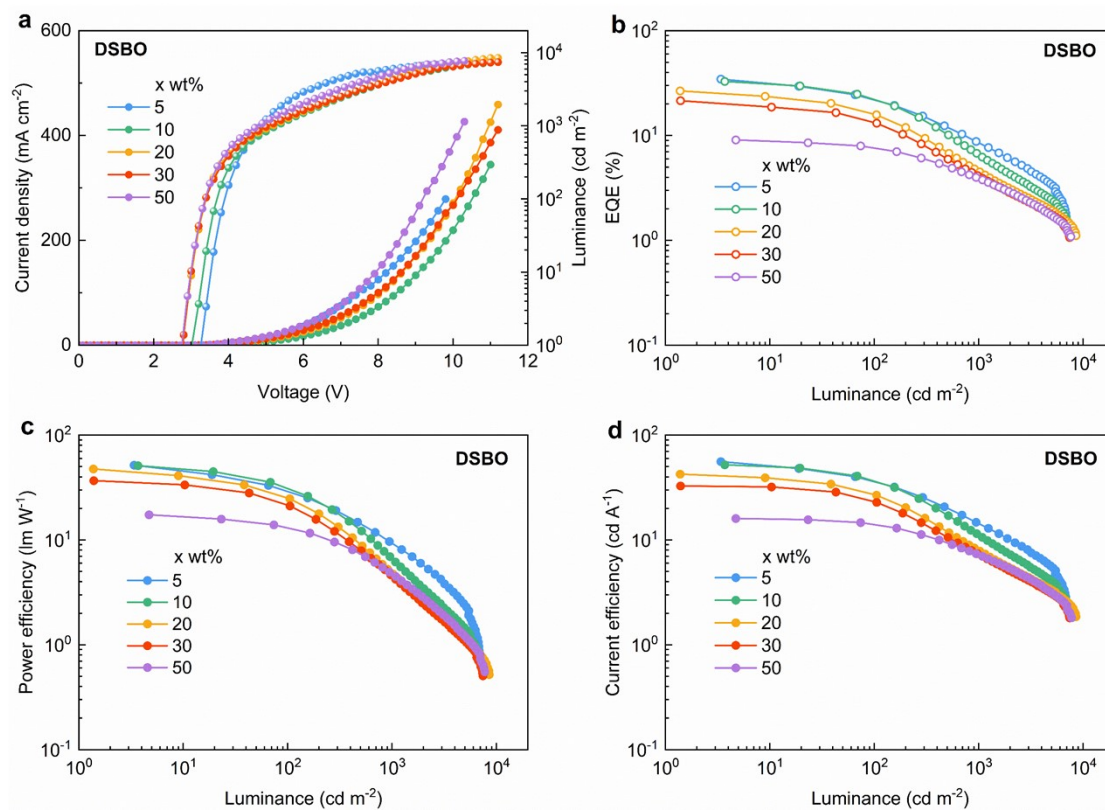 a
DSBO
x wt%
5
10
20
30
50
600
400
200
0
Current density (mA cm⁻²)
10⁴
10³
10²
10¹
10⁰
Luminance (cd m⁻²)
0 2 4 6 8 10 12
Voltage (V)
b
DSBO
10²
10¹
10⁰
10⁻¹
EQE (%)
x wt%
5
10
20
30
50
10⁰ 10¹ 10² 10³ 10⁴
Luminance (cd m⁻²)
c
DSBO
10²
10¹
10⁰
10⁻¹
Power efficiency (lm W⁻¹)
x wt%
5
10
20
30
50
10⁰ 10¹ 10² 10³ 10⁴
Luminance (cd m⁻²)
d
DSBO
10²
10¹
10⁰
10⁻¹
Current efficiency (cd A⁻¹)
x wt%
5
10
20
30
50
10⁰ 10¹ 10² 10³ 10⁴
Luminance (cd m⁻²)